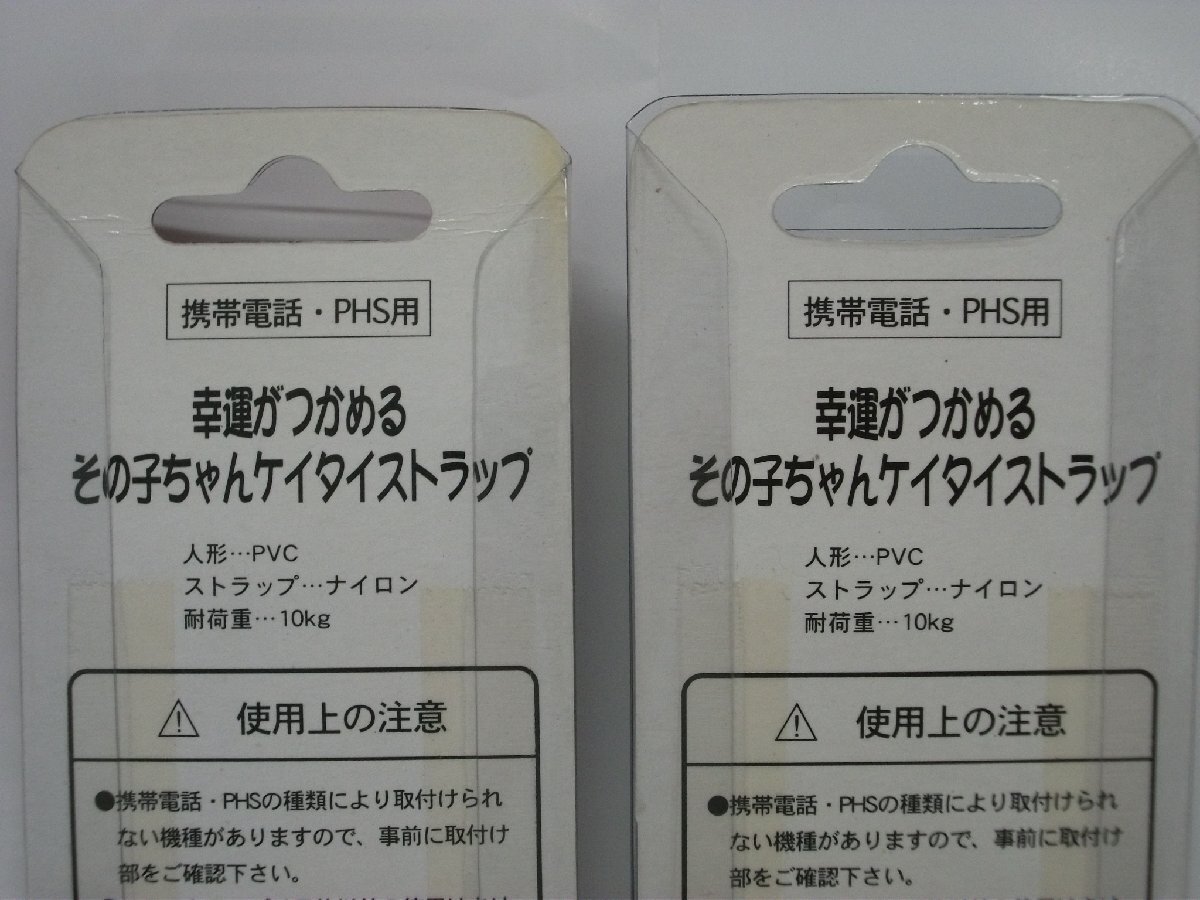 携帯電話・PHS用
幸運がつかめる
その子ちゃんケイタイストラップ
人形…PVC
ストラップ…ナイロン
耐荷重…10kg
⚠ 使用上の注意
●携帯電話・PHSの種類により取付けられ
ない機種がありますので、事前に取付け
部をご確認下さい。
携帯電話・PHS用
幸運がつかめる
その子ちゃんケイタイストラップ
人形…PVC
ストラップ…ナイロン
耐荷重…10kg
⚠ 使用上の注意
●携帯電話・PHSの種類により取付けられ
ない機種がありますので、事前に取付け
部をご確認下さい。